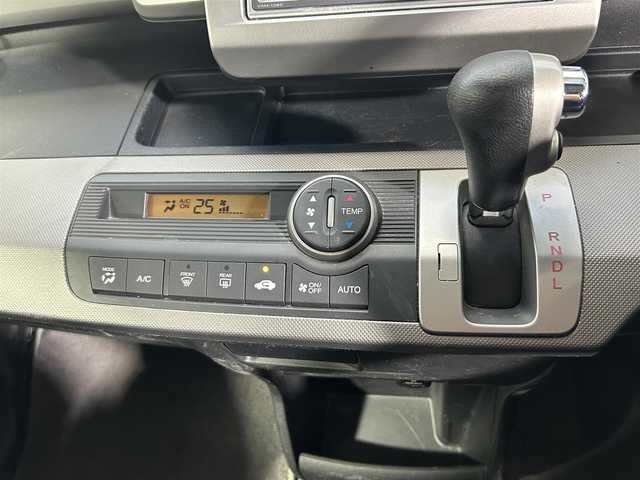 A/C
ON 25
TEMP
MODE
A/C
FRONT
REAR
ON/
OFF
AUTO
P
R
N
D
L